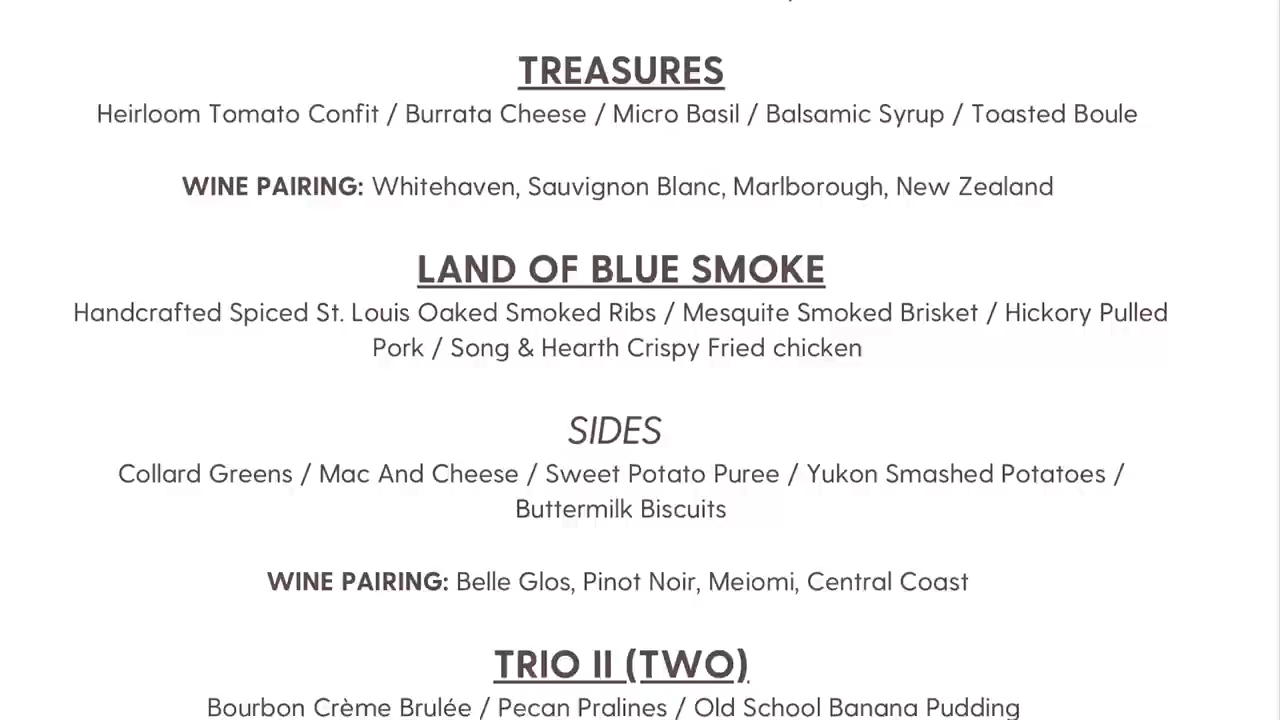 TREASURES
Heirloom Tomato Confit / Burrata Cheese / Micro Basil / Balsamic Syrup / Toasted Boule
WINE PAIRING: Whitehaven, Sauvignon Blanc, Marlborough, New Zealand
LAND OF BLUE SMOKE
Handcrafted Spiced St. Louis Oaked Smoked Ribs / Mesquite Smoked Brisket / Hickory Pulled
Pork / Song & Hearth Crispy Fried chicken
SIDES
Collard Greens / Mac And Cheese / Sweet Potato Puree / Yukon Smashed Potatoes /
Buttermilk Biscuits
WINE PAIRING: Belle Glos, Pinot Noir, Meiomi, Central Coast
TRIO II (TWO)
Bourbon Crème Brulée / Pecan Pralines / Old School Banana Pudding